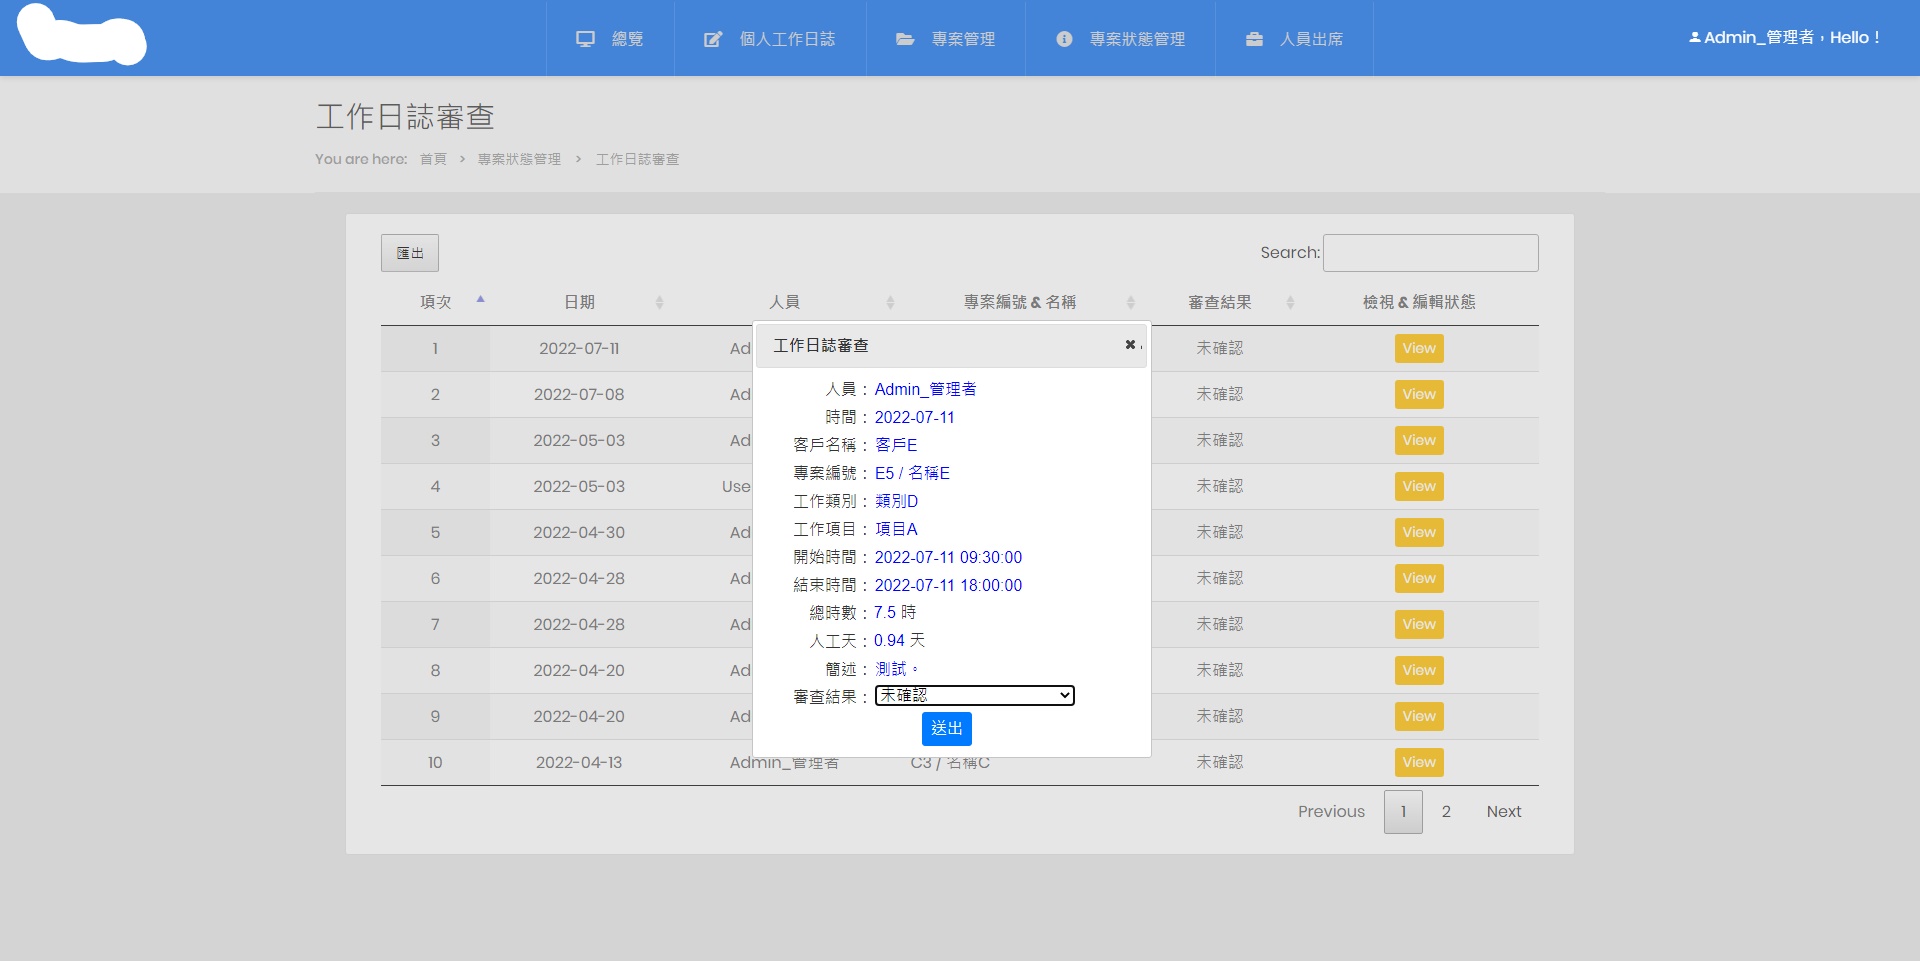 總覽
個人工作日誌
專案管理
專案狀態管理
人員出席
Admin_管理者，Hello！
工作日誌審查
You are here: 首頁 > 專案狀態管理 > 工作日誌審查
匯出
Search:
項次 日期 人員 專案編號 & 名稱 審查結果 檢視 & 編輯狀態
1 2022-07-11 Ad 未確認 View
2 2022-07-08 Ad 未確認 View
3 2022-05-03 Ad 未確認 View
4 2022-05-03 Use 未確認 View
5 2022-04-30 Ad 未確認 View
6 2022-04-28 Ad 未確認 View
7 2022-04-28 Ad 未確認 View
8 2022-04-20 Ad 未確認 View
9 2022-04-20 Ad 未確認 View
10 2022-04-13 Admin_管理者 C3 / 名稱C 未確認 View
工作日誌審查
人員： Admin_管理者
時間： 2022-07-11
客戶名稱： 客戶E
專案編號： E5 / 名稱E
工作類別： 類別D
工作項目： 項目A
開始時間： 2022-07-11 09:30:00
結束時間： 2022-07-11 18:00:00
總時數： 7.5 時
人工天： 0.94 天
簡述： 測試。
審查結果： 未確認
送出
Previous 1 2 Next